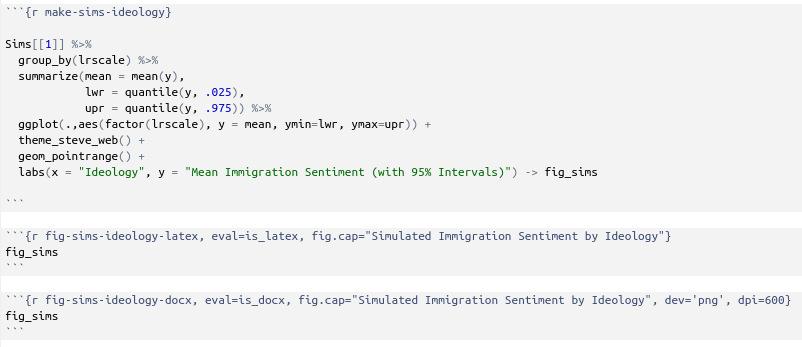 ```{r make-sims-ideology}
Sims[[1]] %>%
  group_by(lrscale) %>%
  summarize(mean = mean(y),
            lwr = quantile(y, .025),
            upr = quantile(y, .975)) %>%
  ggplot(.,aes(factor(lrscale), y = mean, ymin=lwr, ymax=upr)) +
  theme_steve_web() +
  geom_pointrange() +
  labs(x = "Ideology", y = "Mean Immigration Sentiment (with 95% Intervals)") -> fig_sims
```
```{r fig-sims-ideology-latex, eval=is_latex, fig.cap="Simulated Immigration Sentiment by Ideology"}
fig_sims
```
```{r fig-sims-ideology-docx, eval=is_docx, fig.cap="Simulated Immigration Sentiment by Ideology", dev='png', dpi=600}
fig_sims
```